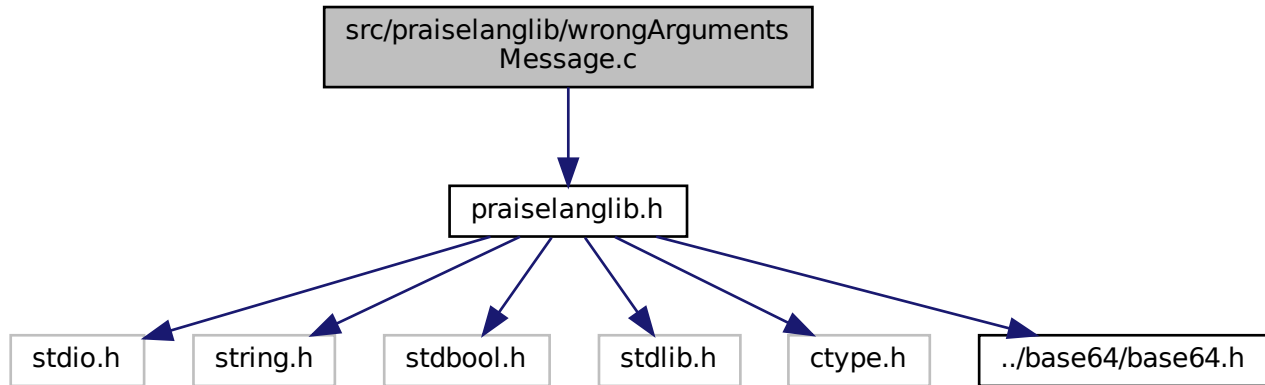 src/praiselanglib/wrongArguments
Message.c
praiselanglib.h
stdio.h
string.h
stdbool.h
stdlib.h
ctype.h
../base64/base64.h